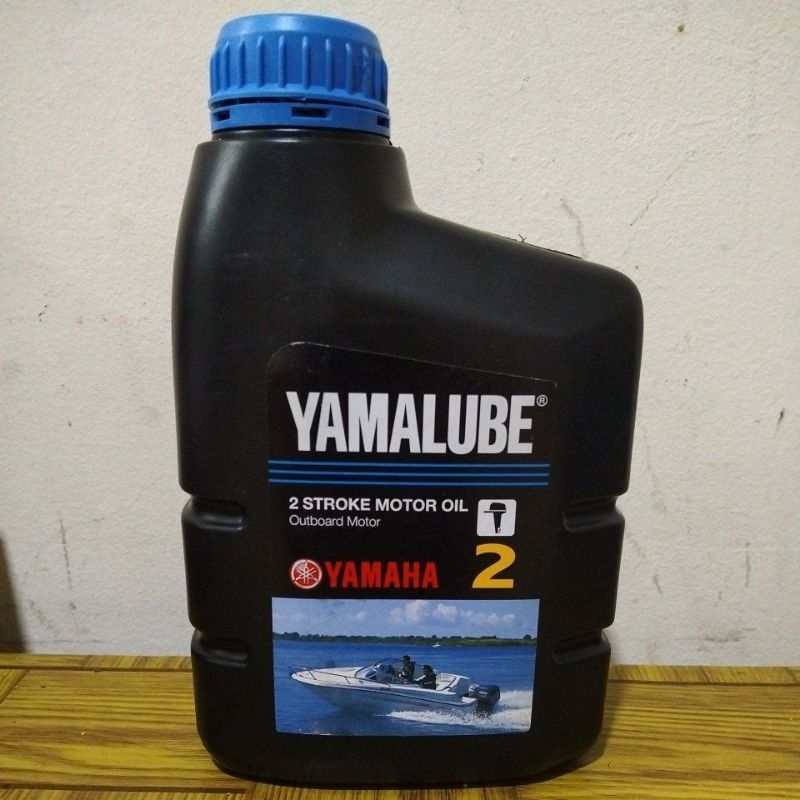 YAMALUBE®
2 STROKE MOTOR OIL
Outboard Motor
YAMAHA 2